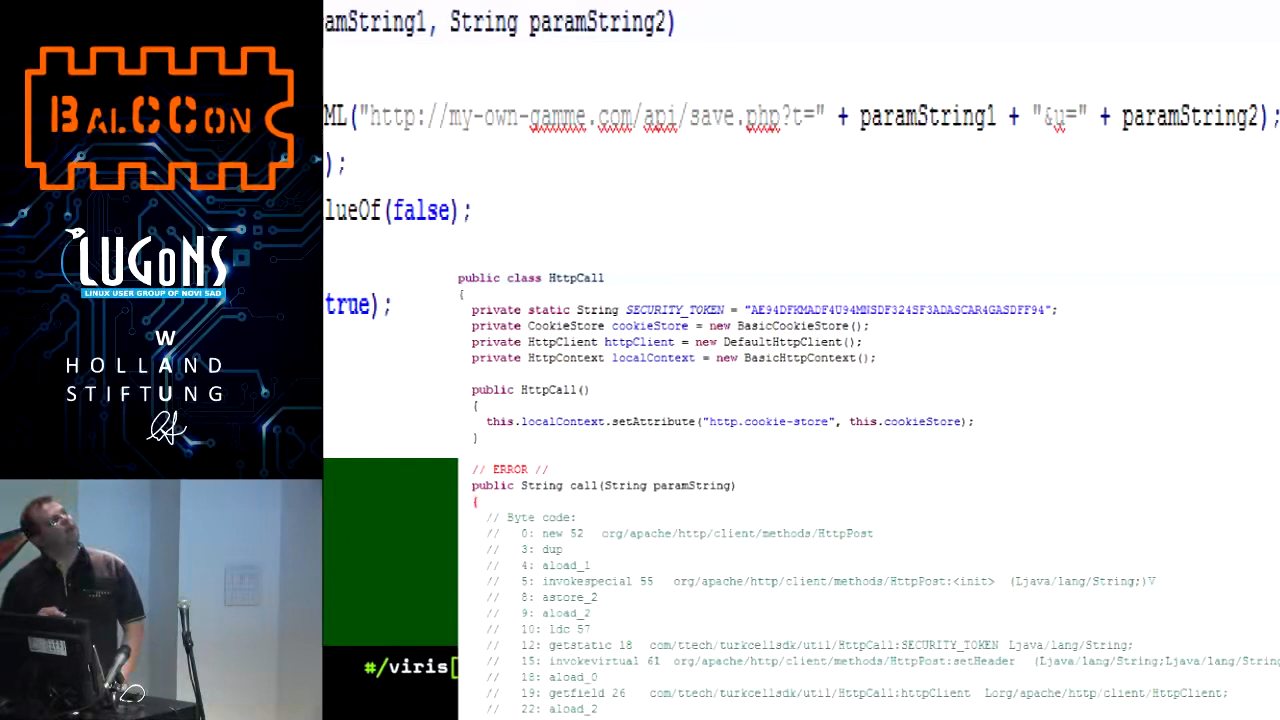 BALCCON
LUGONS
LINUX USER GROUP OF NOVI SAD
W
HOLLAND
STIFTUNG
amString1, String paramString2)
ML("http://my-own-gamme.com/api/save.php?t=" + paramString1 + "&u=" + paramString2);
);
lueOf(false);
true);
public class HttpCall
{
private static String SECURITY_TOKEN = "AE94DFKMADF4U94MNSDF324SF3ADASCAR4GASDFF94";
private CookieStore cookieStore = new BasicCookieStore();
private HttpClient httpClient = new DefaultHttpClient();
private HttpContext localContext = new BasicHttpContext();
public HttpCall()
{
this.localContext.setAttribute("http.cookie-store", this.cookieStore);
}
// ERROR //
public String call(String paramString)
{
// Byte code:
// 0: new 52 org/apache/http/client/methods/HttpPost
// 3: dup
// 4: aload_1
// 5: invokespecial 55 org/apache/http/client/methods/HttpPost:<init> (Ljava/lang/String;)V
// 8: astore_2
// 9: aload_2
// 10: ldc 57
// 12: getstatic 18 com/ttech/turkcellsdk/util/HttpCall:SECURITY_TOKEN Ljava/lang/String;
// 15: invokevirtual 61 org/apache/http/client/methods/HttpPost:setHeader (Ljava/lang/String;Ljava/lang/String
// 18: aload_0
// 19: getfield 26 com/ttech/turkcellsdk/util/HttpCall:httpClient Lorg/apache/http/client/HttpClient;
// 22: aload_2
#/viris[